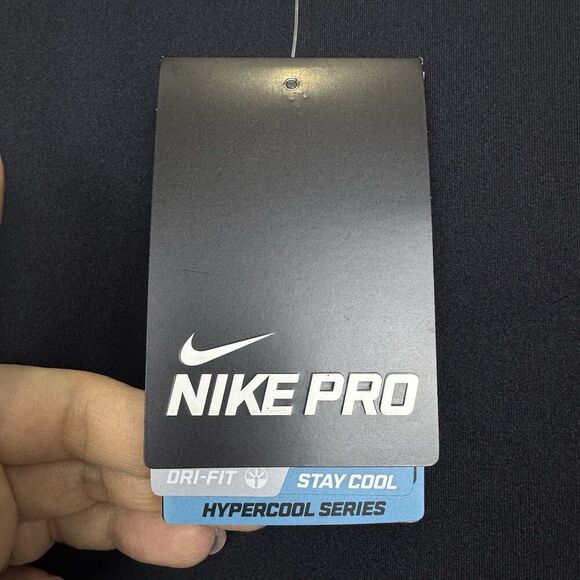 NIKE PRO
DRI-FIT STAY COOL
HYPERCOOL SERIES